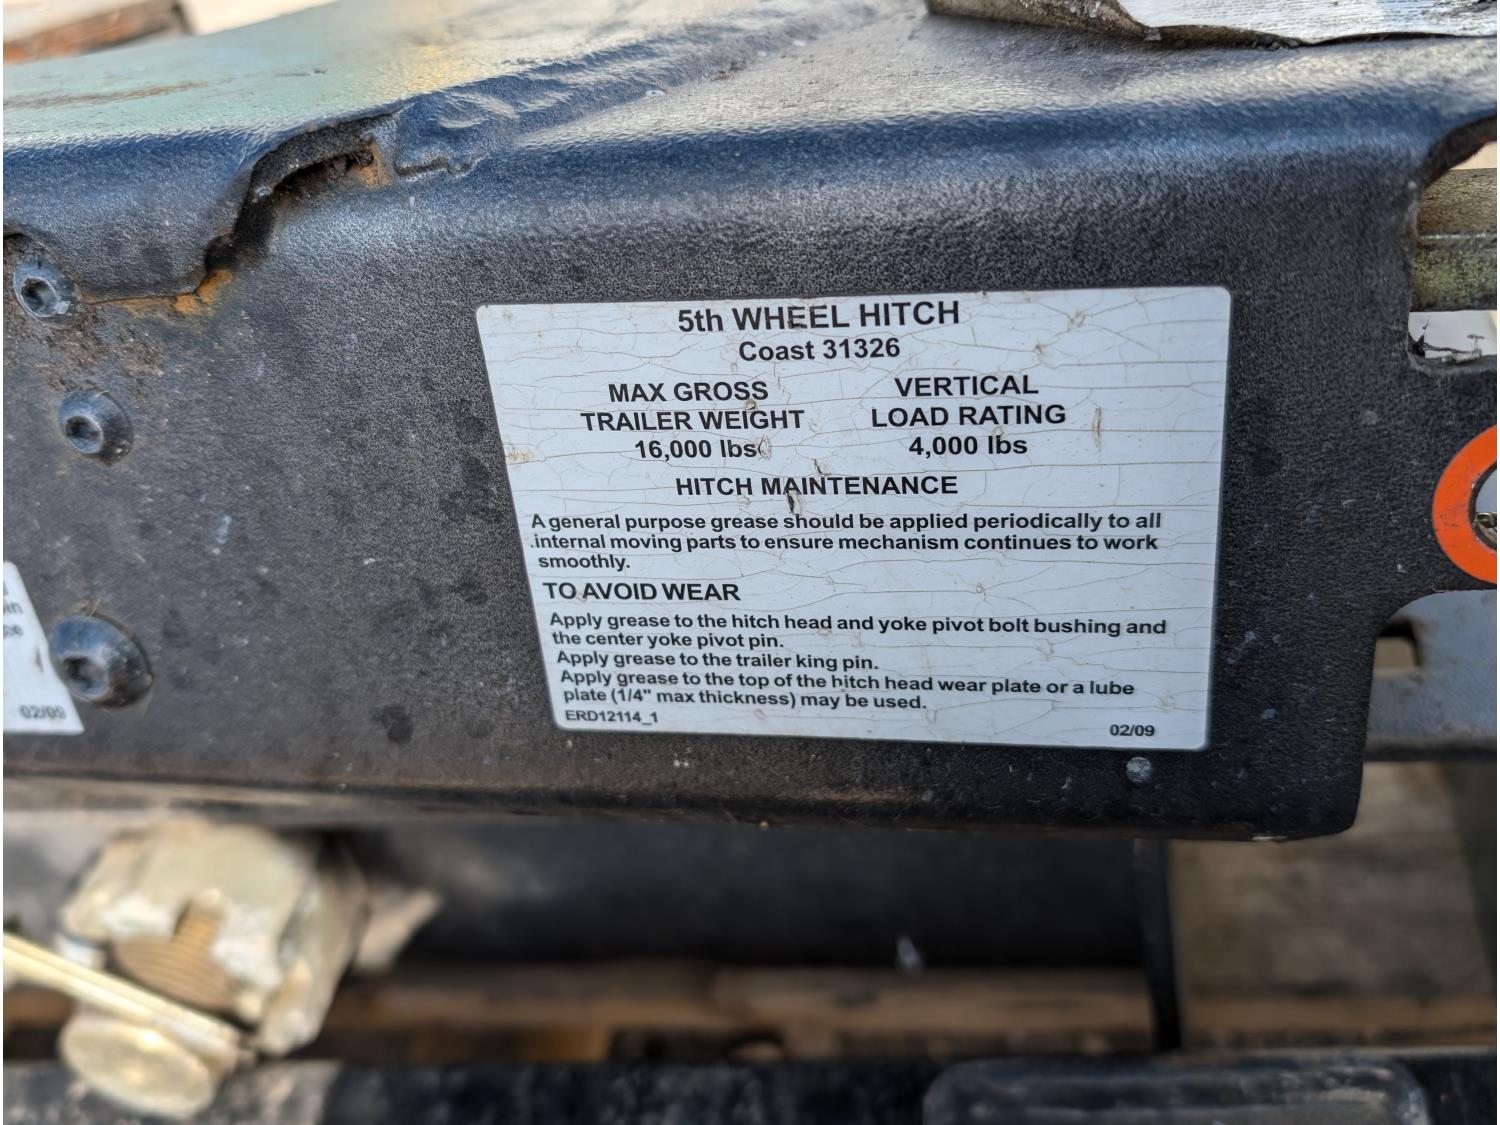 5th WHEEL HITCH
Coast 31326
MAX GROSS
TRAILER WEIGHT
16,000 lbs
VERTICAL
LOAD RATING
4,000 lbs
HITCH MAINTENANCE
A general purpose grease should be applied periodically to all
internal moving parts to ensure mechanism continues to work
smoothly.
TO AVOID WEAR
Apply grease to the hitch head and yoke pivot bolt bushing and
the center yoke pivot pin.
Apply grease to the trailer king pin.
Apply grease to the top of the hitch head wear plate or a lube
plate (1/4" max thickness) may be used.
ERD12114_1
02/09
02/09